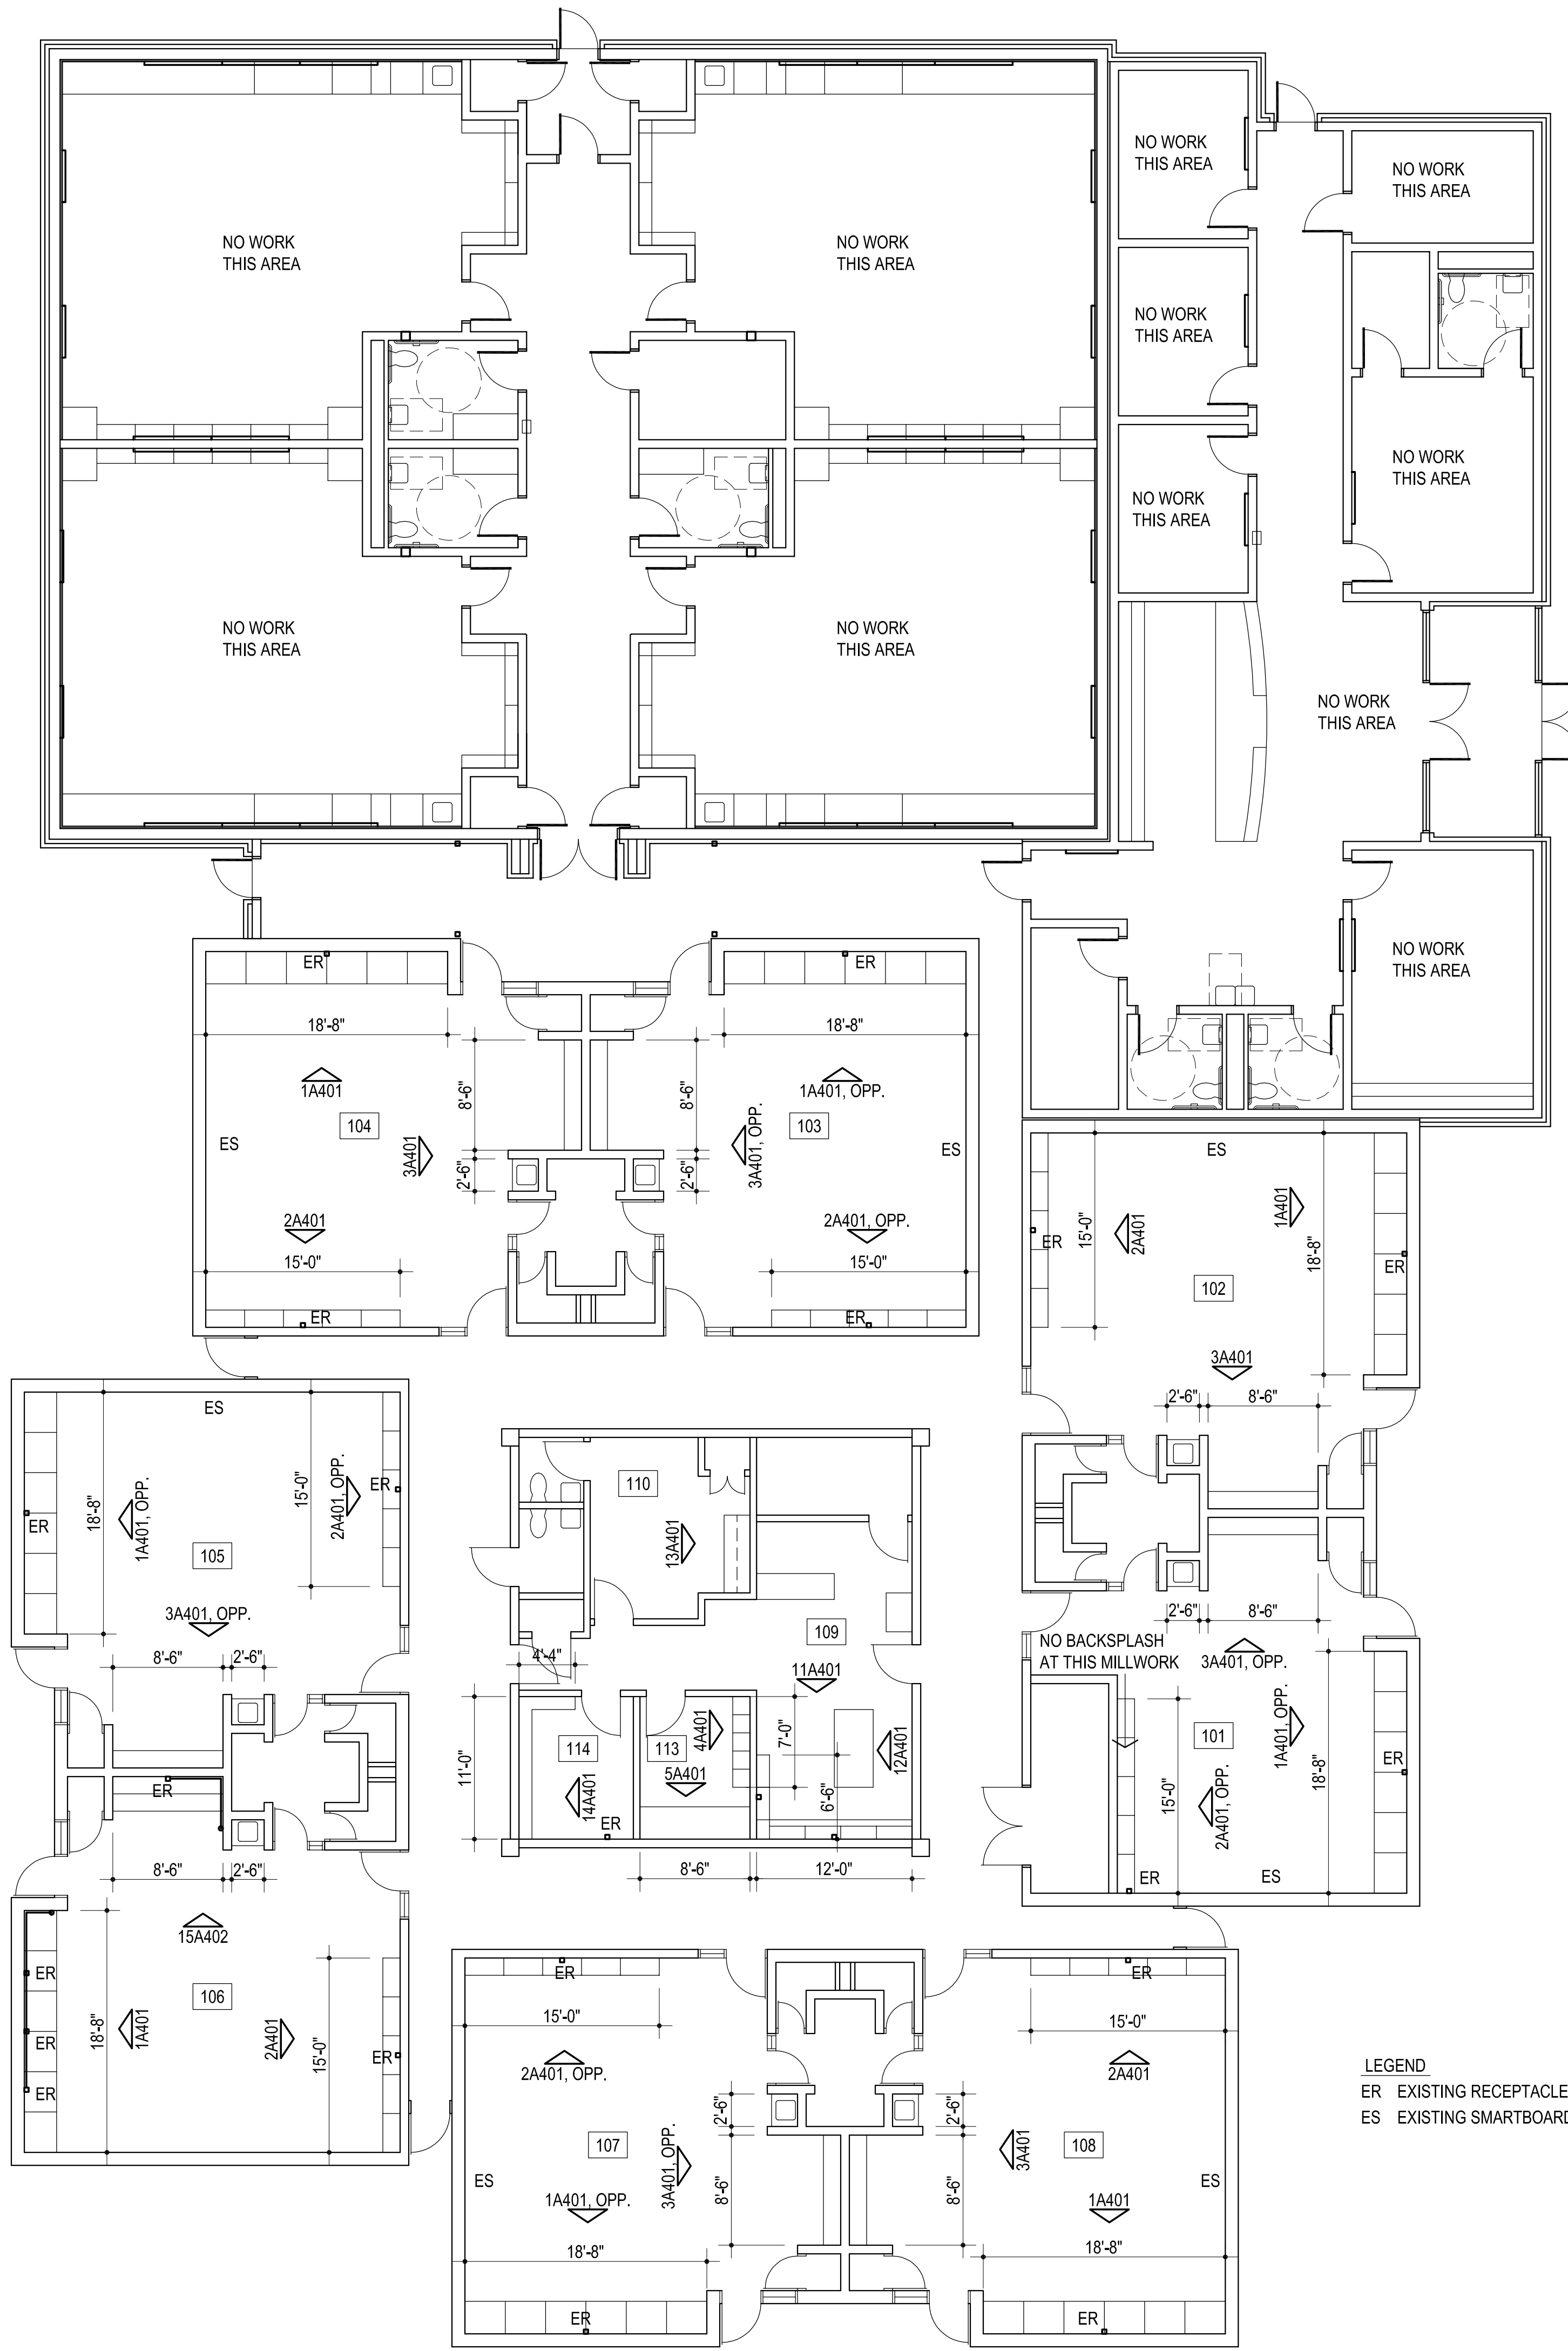 NO WORK
THIS AREA
NO WORK
THIS AREA
NO WORK
THIS AREA
NO WORK
THIS AREA
NO WORK
THIS AREA
NO WORK
THIS AREA
NO WORK
THIS AREA
NO WORK
THIS AREA
NO WORK
THIS AREA
NO WORK
THIS AREA
NO WORK
THIS AREA
ER
18'-8"
1A401
104
8'-6"
ES
3A401
2'-6"
2A401
15'-0"
ER
ER
18'-8"
1A401, OPP.
8'-6"
103
3A401, OPP.
ES
2'-6"
2A401, OPP.
15'-0"
ER
NO WORK
THIS AREA
ES
1A401
2A401
15'-0"
ER
18'-8"
ER
102
3A401
2'-6"
8'-6"
ES
18'-8"
1A401, OPP.
15'-0"
2A401, OPP.
ER
ER
105
3A401, OPP.
8'-6"
2'-6"
110
13A401
109
4'-4"
11A401
11'-0"
114
113
4A401
7'-0"
12A401
5A401
14A401
6'-6"
ER
8'-6"
12'-0"
2'-6"
8'-6"
NO BACKSPLASH
AT THIS MILLWORK
3A401, OPP.
1A401, OPP.
101
18'-8"
ER
15'-0"
2A401, OPP.
ER
ES
ER
8'-6"
2'-6"
15A402
ER
106
18'-8"
1A401
2A401
15'-0"
ER
ER
ER
ER
15'-0"
2A401, OPP.
2'-6"
107
3A401, OPP.
ES
8'-6"
1A401, OPP.
18'-8"
ER
ER
15'-0"
2A401
2'-6"
108
3A401
ES
8'-6"
1A401
18'-8"
ER
LEGEND
ER EXISTING RECEPTACLE
ES EXISTING SMARTBOARD